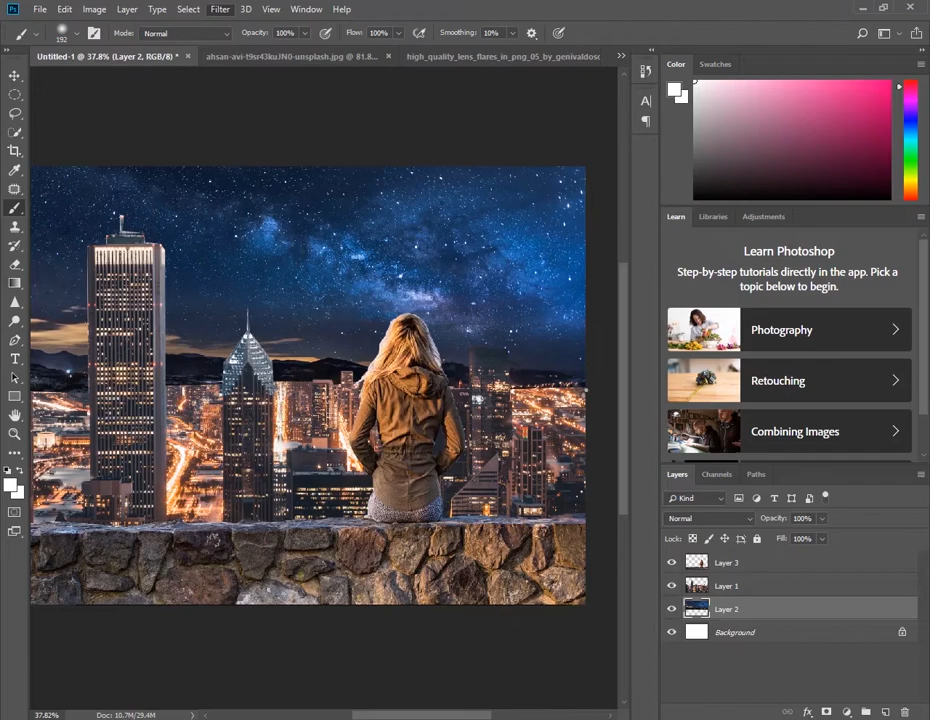 Ps File Edit Image Layer Type Select Filter 3D View Window Help
192 Mode: Normal Opacity: 100% Flow: 100% Smoothing: 10%
Untitled-1 @ 37.8% (Layer 2, RGB/8) * × ahsan-avi-t9sr43kuJN0-unsplash.jpg @ 81.8... × high_quality_lens_flares_in_png_05_by_genivaldosc
Color Swatches
Learn Libraries Adjustments
Learn Photoshop
Step-by-step tutorials directly in the app. Pick a
topic below to begin.
Photography
Retouching
Combining Images
Layers Channels Paths
Kind
Normal Opacity: 100%
Lock: Fill: 100%
Layer 3
Layer 1
Layer 2
Background
37.82% Doc: 10.7M/29.4M